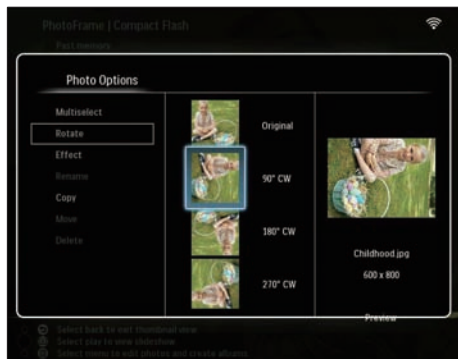 PhotoFrame | Compact Flash
Photo Options
Multiselect
Rotate
Effect
Rename
Copy
Move
Delete
Original
90° CW
180° CW
270° CW
Childhood.jpg
600 x 800
Preview
Select back to exit thumbnail view
Select play to view slideshow
Select menu to edit photos and create albums